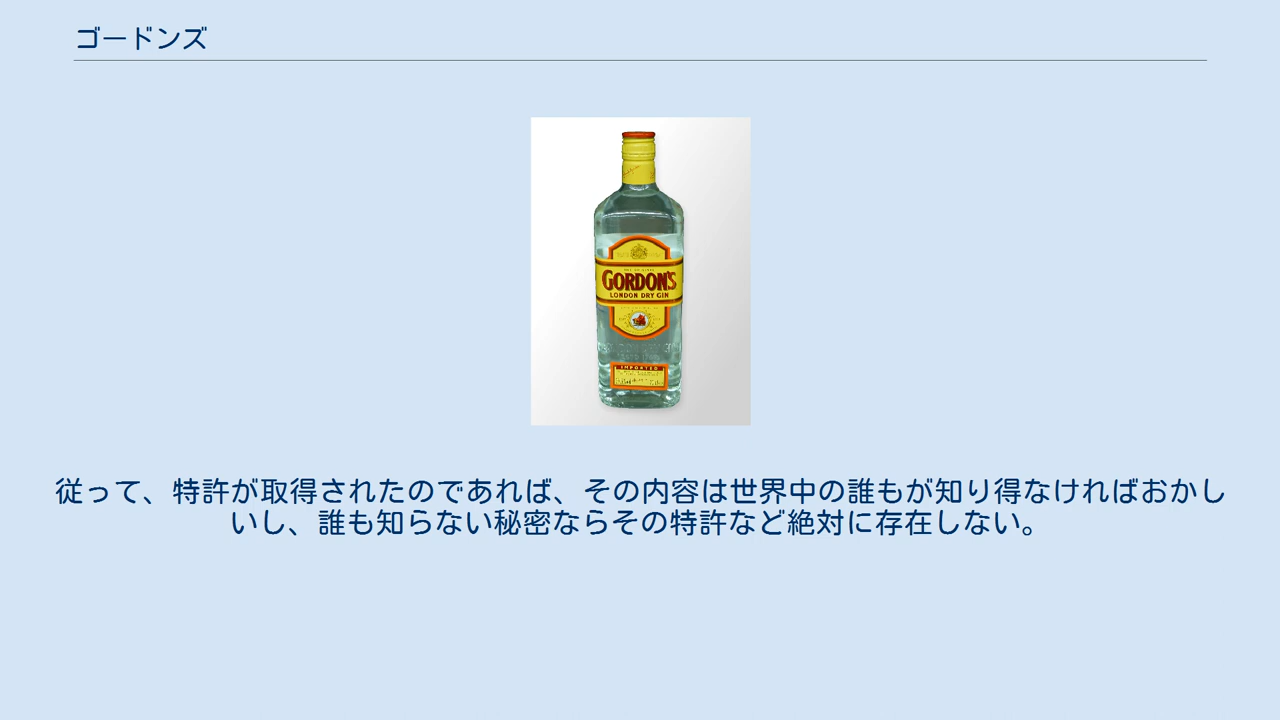 ゴードンズ
GORDON'S
LONDON DRY GIN
IMPORTED
従って、特許が取得されたのであれば、その内容は世界中の誰もが知り得なければおかし
いし、誰も知らない秘密ならその特許など絶対に存在しない。